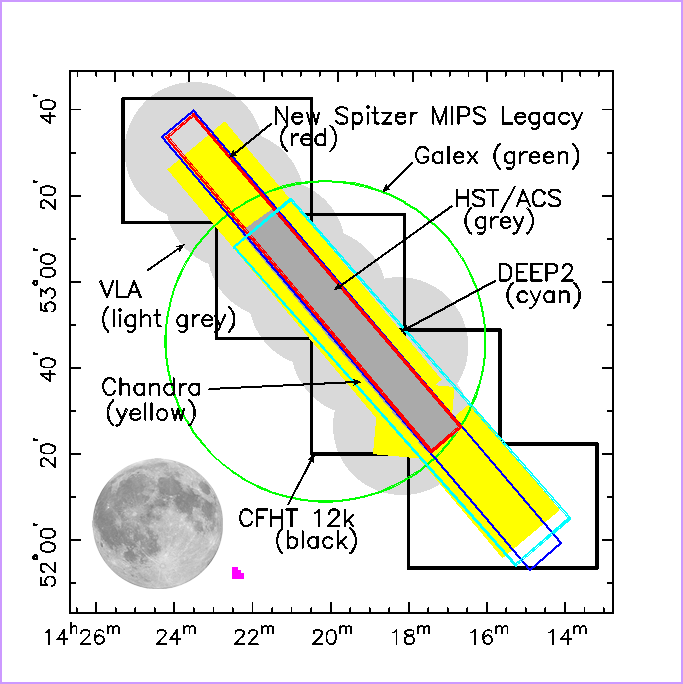 40'
New Spitzer MIPS Legacy
(red)
Galex (green)
20'
HST/ACS
(grey)
53°00'
DEEP2
(cyan)
VLA
(light grey)
40'
Chandra
(yellow)
20'
CFHT 12k
(black)
52°00'
14h26m 24m 22m 20m 18m 16m 14m